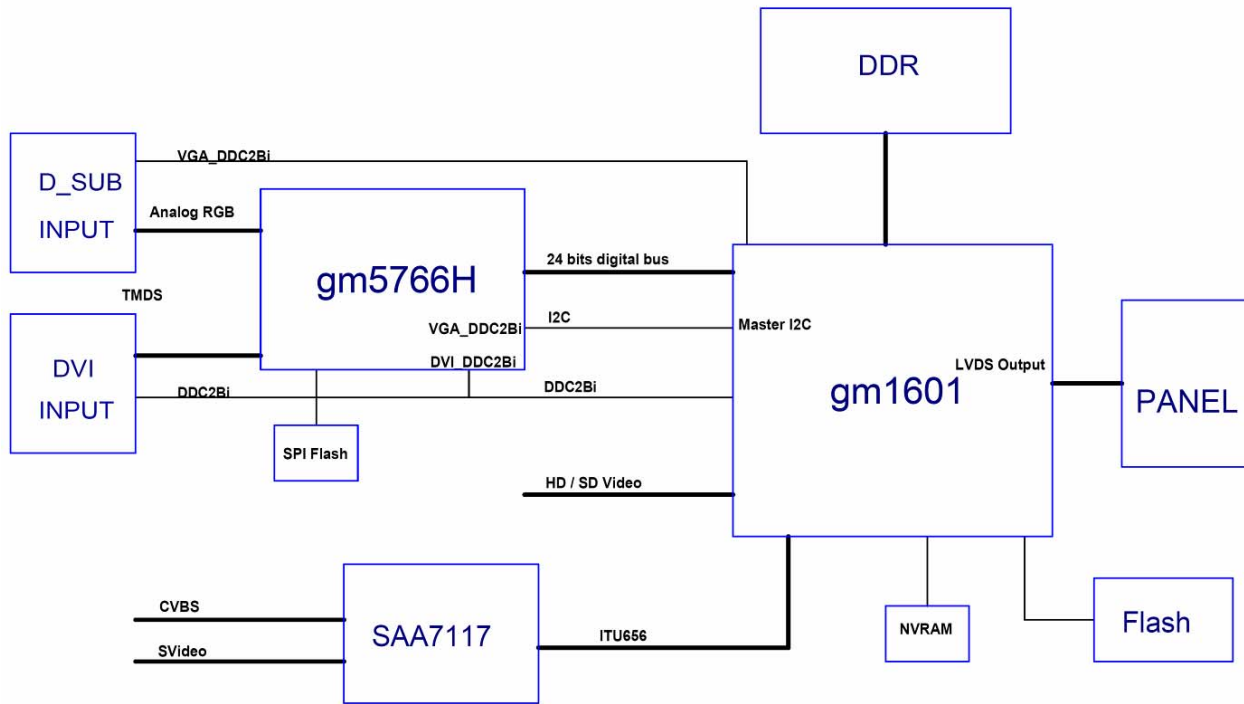 DDR
VGA_DDC2Bi
D_SUB
INPUT
Analog RGB
gm5766H
24 bits digital bus
TMDS
I2C
VGA_DDC2Bi
Master I2C
DVI
INPUT
DVI_DDC2Bi
DDC2Bi
DDC2Bi
LVDS Output
gm1601
PANEL
SPI Flash
HD / SD Video
CVBS
SVideo
SAA7117
ITU656
NVRAM
Flash